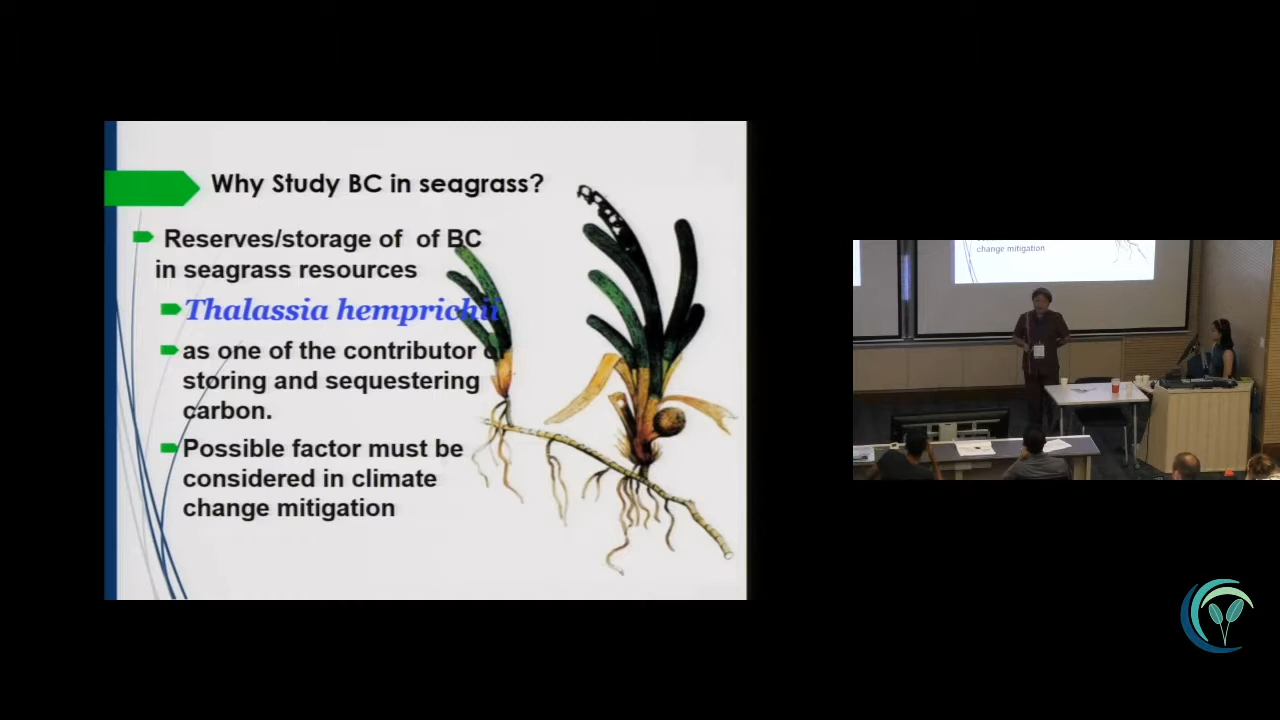 Why Study BC in seagrass?
Reserves/storage of of BC
in seagrass resources
Thalassia hemprichii
as one of the contributor of
storing and sequestering
carbon.
Possible factor must be
considered in climate
change mitigation
change mitigation